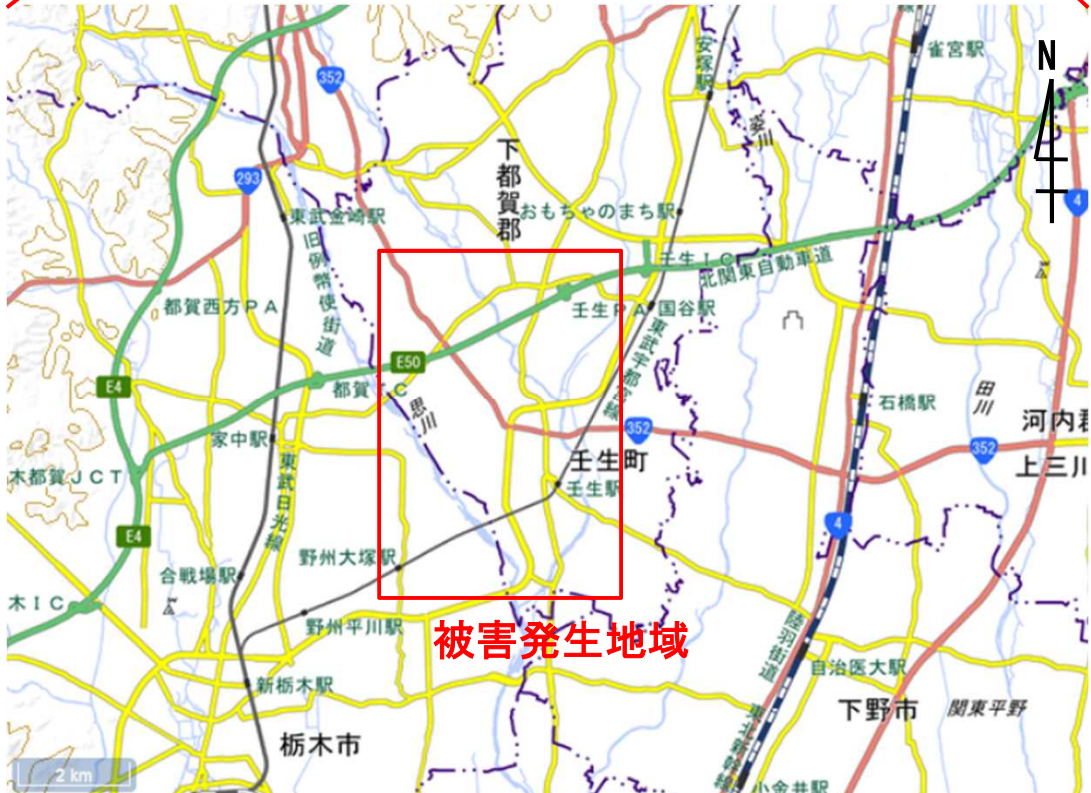 雀宮駅
N
安塚駅
352
姿川
下都賀郡
293
4
おもちゃのまち駅
東武金崎駅
壬生IC
旧例幣使街道
北関東自動車道
都賀西方PA
壬生PA
国谷駅
東武宇都宮線
E50
E4
都賀IC
思川
石橋駅
田川
河内郡
352
家中駅
352
壬生町
上三川
木都賀JCT
東武日光線
壬生駅
4
E4
野州大塚駅
合戦場駅
木IC
陸羽街道
野州平川駅
被害発生地域
自治医大駅
新栃木駅
下野市
関東平野
東北新幹線
栃木市
2 km
小金井駅